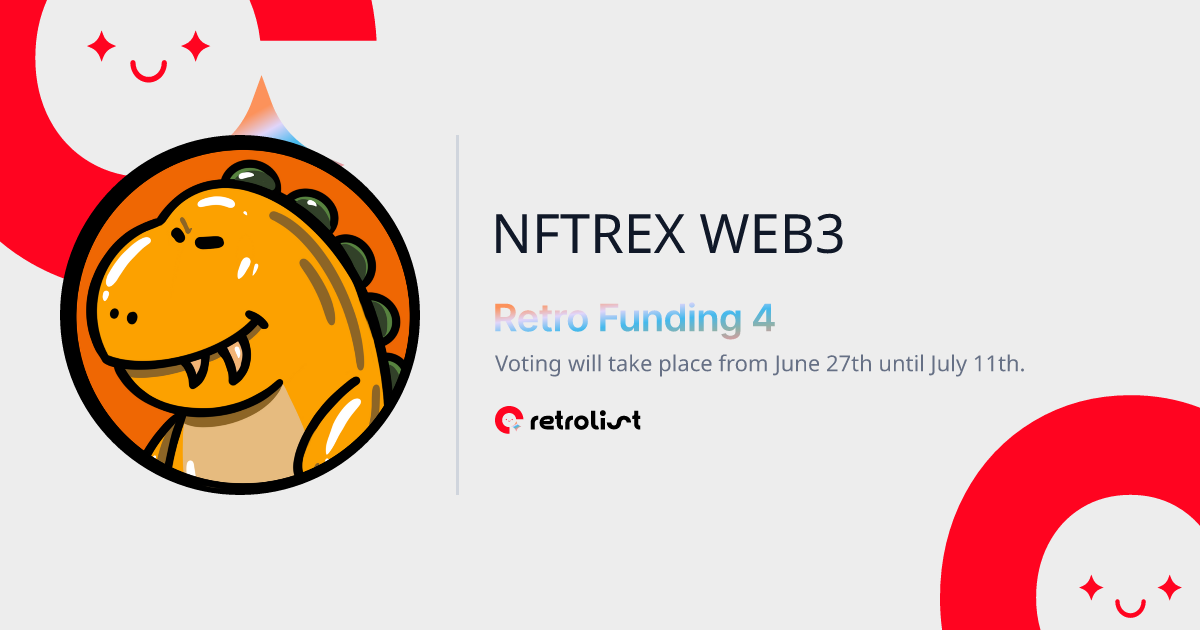 NFTREX WEB3
Retro Funding 4
Voting will take place from June 27th until July 11th.
retrolist